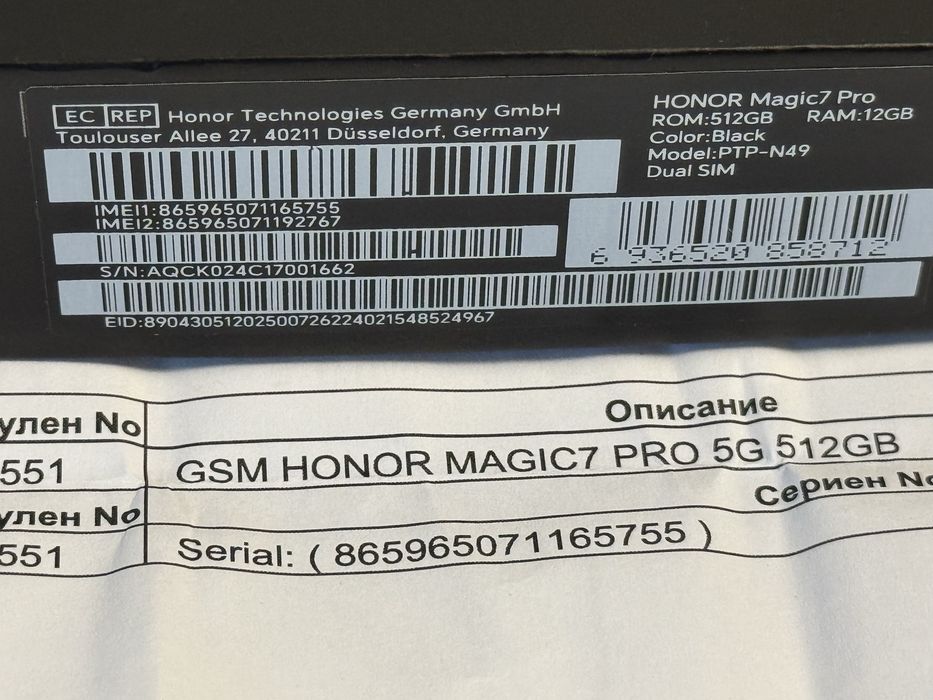 EC REP Honor Technologies Germany GmbH
Toulouser Allee 27, 40211 Düsseldorf, Germany
HONOR Magic7 Pro
ROM:512GB RAM:12GB
Color:Black
Model:PTP-N49
Dual SIM
IMEI1:865965071165755
IMEI2:865965071192767
6 936520 858712
S/N:AQCK024C17001662
EID:89043051202500726224021548524967
улен No Описание
551 GSM HONOR MAGIC7 PRO 5G 512GB
улен No Сериен No
551 Serial: ( 865965071165755 )